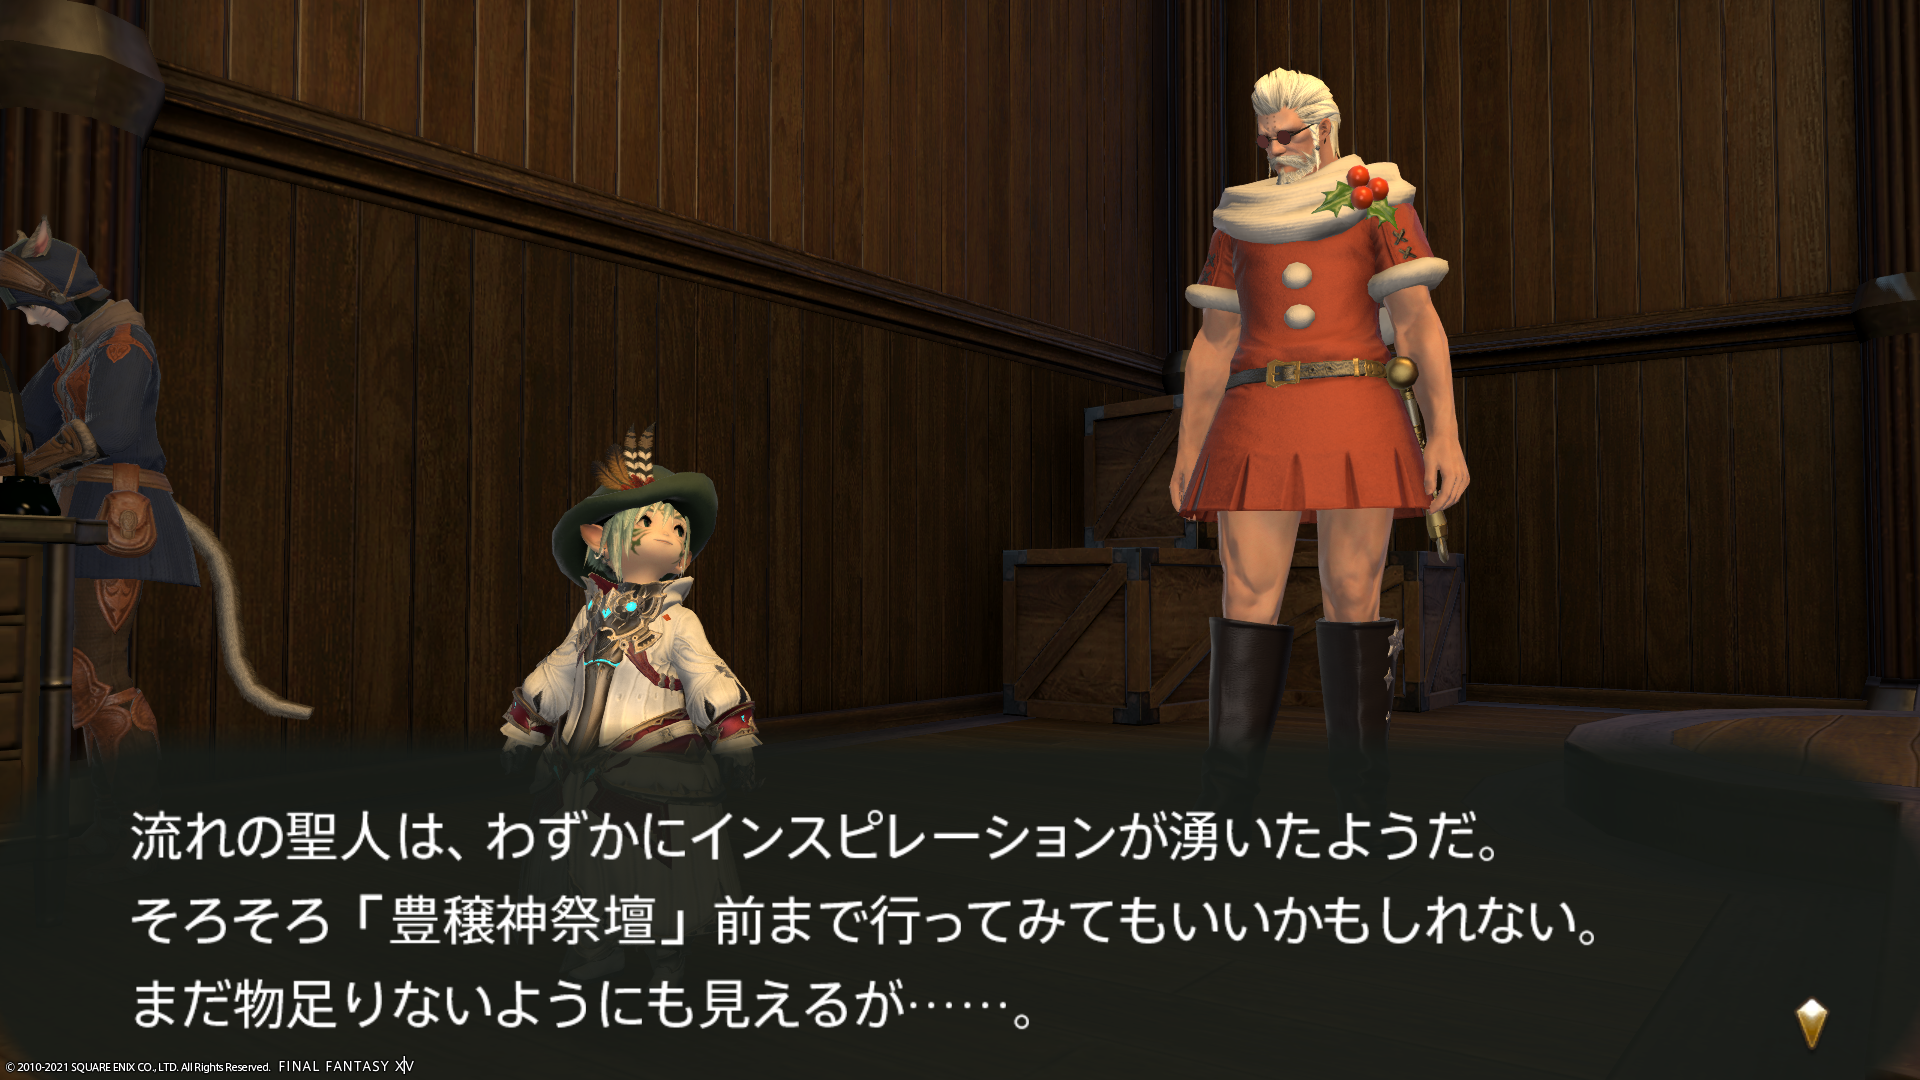 流れの聖人は、わずかにインスピレーションが湧いたようだ。
そろそろ「豊穣神祭壇」前まで行ってみてもいいかもしれない。
まだ物足りないようにも見えるが……。
© 2010-2021 SQUARE ENIX CO., LTD. All Rights Reserved. FINAL FANTASY XIV